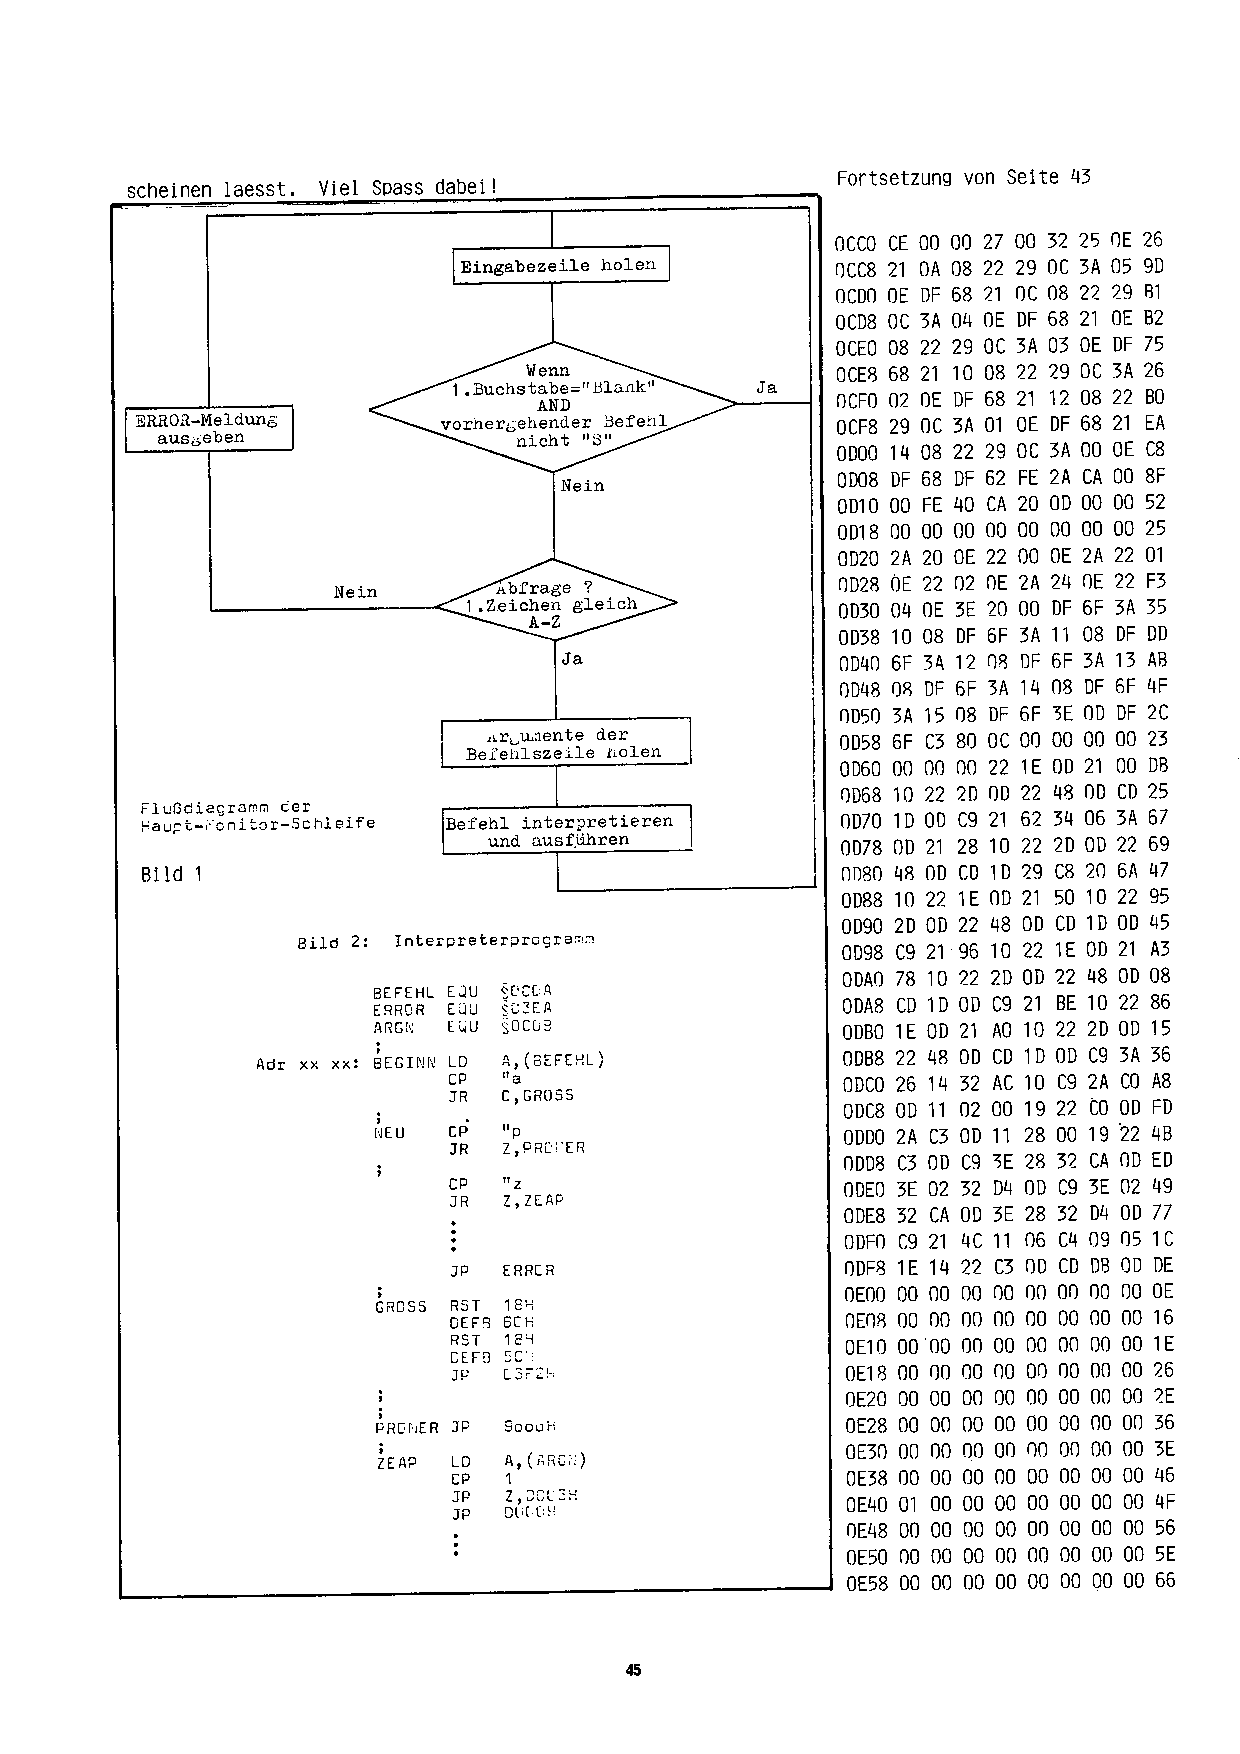 scheinen laesst. Viel Spass dabei!
Eingabezeile holen
Wenn
1.Buchstabe="Blank"
AND
vorhergehender Befehl
nicht "S"
Ja
ERROR-Meldung
ausgeben
Nein
Nein
Abfrage ?
1.Zeichen gleich
A-Z
Ja
Argumente der
Befehlszeile holen
Befehl interpretieren
und ausführen
Flußdiagramm der
Haupt-Monitor-Schleife
Bild 1
Bild 2: Interpreterprogramm
BEFEHL EQU
ERROR EQU
ARGN EQU
;
Adr xx xx: BEGINN LD A,(BEFEHL)
CP "a
JR C,GROSS
;
NEU CP "p
JR Z,PROMER
;
CP "z
JR Z,ZEAP
JP ERROR
;
GROSS RST 18H
DEFB
RST 18H
DEFB
JP
;
;
PROMER JP
;
ZEAP LD A,(ARGN)
CP 1
JP
JP
Fortsetzung von Seite 43
0CC0 CE 00 00 27 00 32 25 0E 26
0CC8 21 0A 08 22 29 0C 3A 05 9D
0CD0 0E DF 68 21 0C 08 22 29 B1
0CD8 0C 3A 04 0E DF 68 21 0E B2
0CE0 08 22 29 0C 3A 03 0E DF 75
0CE8 68 21 10 08 22 29 0C 3A 26
0CF0 02 0E DF 68 21 12 08 22 B0
0CF8 29 0C 3A 01 0E DF 68 21 EA
0D00 14 08 22 29 0C 3A 00 0E C8
0D08 DF 68 DF 62 FE 2A CA 00 8F
0D10 00 FE 40 CA 20 0D 00 00 52
0D18 00 00 00 00 00 00 00 00 25
0D20 2A 20 0E 22 00 0E 2A 22 01
0D28 0E 22 02 0E 2A 24 0E 22 F3
0D30 04 0E 3E 20 00 DF 6F 3A 35
0D38 10 08 DF 6F 3A 11 08 DF DD
0D40 6F 3A 12 08 DF 6F 3A 13 AB
0D48 08 DF 6F 3A 14 08 DF 6F 4F
0D50 3A 15 08 DF 6F 3E 0D DF 2C
0D58 6F C3 80 0C 00 00 00 00 23
0D60 00 00 00 22 1E 0D 21 00 DB
0D68 10 22 2D 0D 22 48 0D CD 25
0D70 1D 0D C9 21 62 34 06 3A 67
0D78 0D 21 28 10 22 2D 0D 22 69
0D80 48 0D CD 1D 29 C8 20 6A 47
0D88 10 22 1E 0D 21 50 10 22 95
0D90 2D 0D 22 48 0D CD 1D 0D 45
0D98 C9 21 96 10 22 1E 0D 21 A3
0DA0 78 10 22 2D 0D 22 48 0D 08
0DA8 CD 1D 0D C9 21 BE 10 22 86
0DB0 1E 0D 21 A0 10 22 2D 0D 15
0DB8 22 48 0D CD 1D 0D C9 3A 36
0DC0 26 14 32 AC 10 C9 2A C0 A8
0DC8 0D 11 02 00 19 22 C0 0D FD
0DD0 2A C3 0D 11 28 00 19 22 4B
0DD8 C3 0D C9 3E 28 32 CA 0D ED
0DE0 3E 02 32 D4 0D C9 3E 02 49
0DE8 32 CA 0D 3E 28 32 D4 0D 77
0DF0 C9 21 4C 11 06 C4 09 05 1C
0DF8 1E 14 22 C3 0D CD DB 0D DE
0E00 00 00 00 00 00 00 00 00 0E
0E08 00 00 00 00 00 00 00 00 16
0E10 00 00 00 00 00 00 00 00 1E
0E18 00 00 00 00 00 00 00 00 26
0E20 00 00 00 00 00 00 00 00 2E
0E28 00 00 00 00 00 00 00 00 36
0E30 00 00 00 00 00 00 00 00 3E
0E38 00 00 00 00 00 00 00 00 46
0E40 01 00 00 00 00 00 00 00 4F
0E48 00 00 00 00 00 00 00 00 56
0E50 00 00 00 00 00 00 00 00 5E
0E58 00 00 00 00 00 00 00 00 66
45